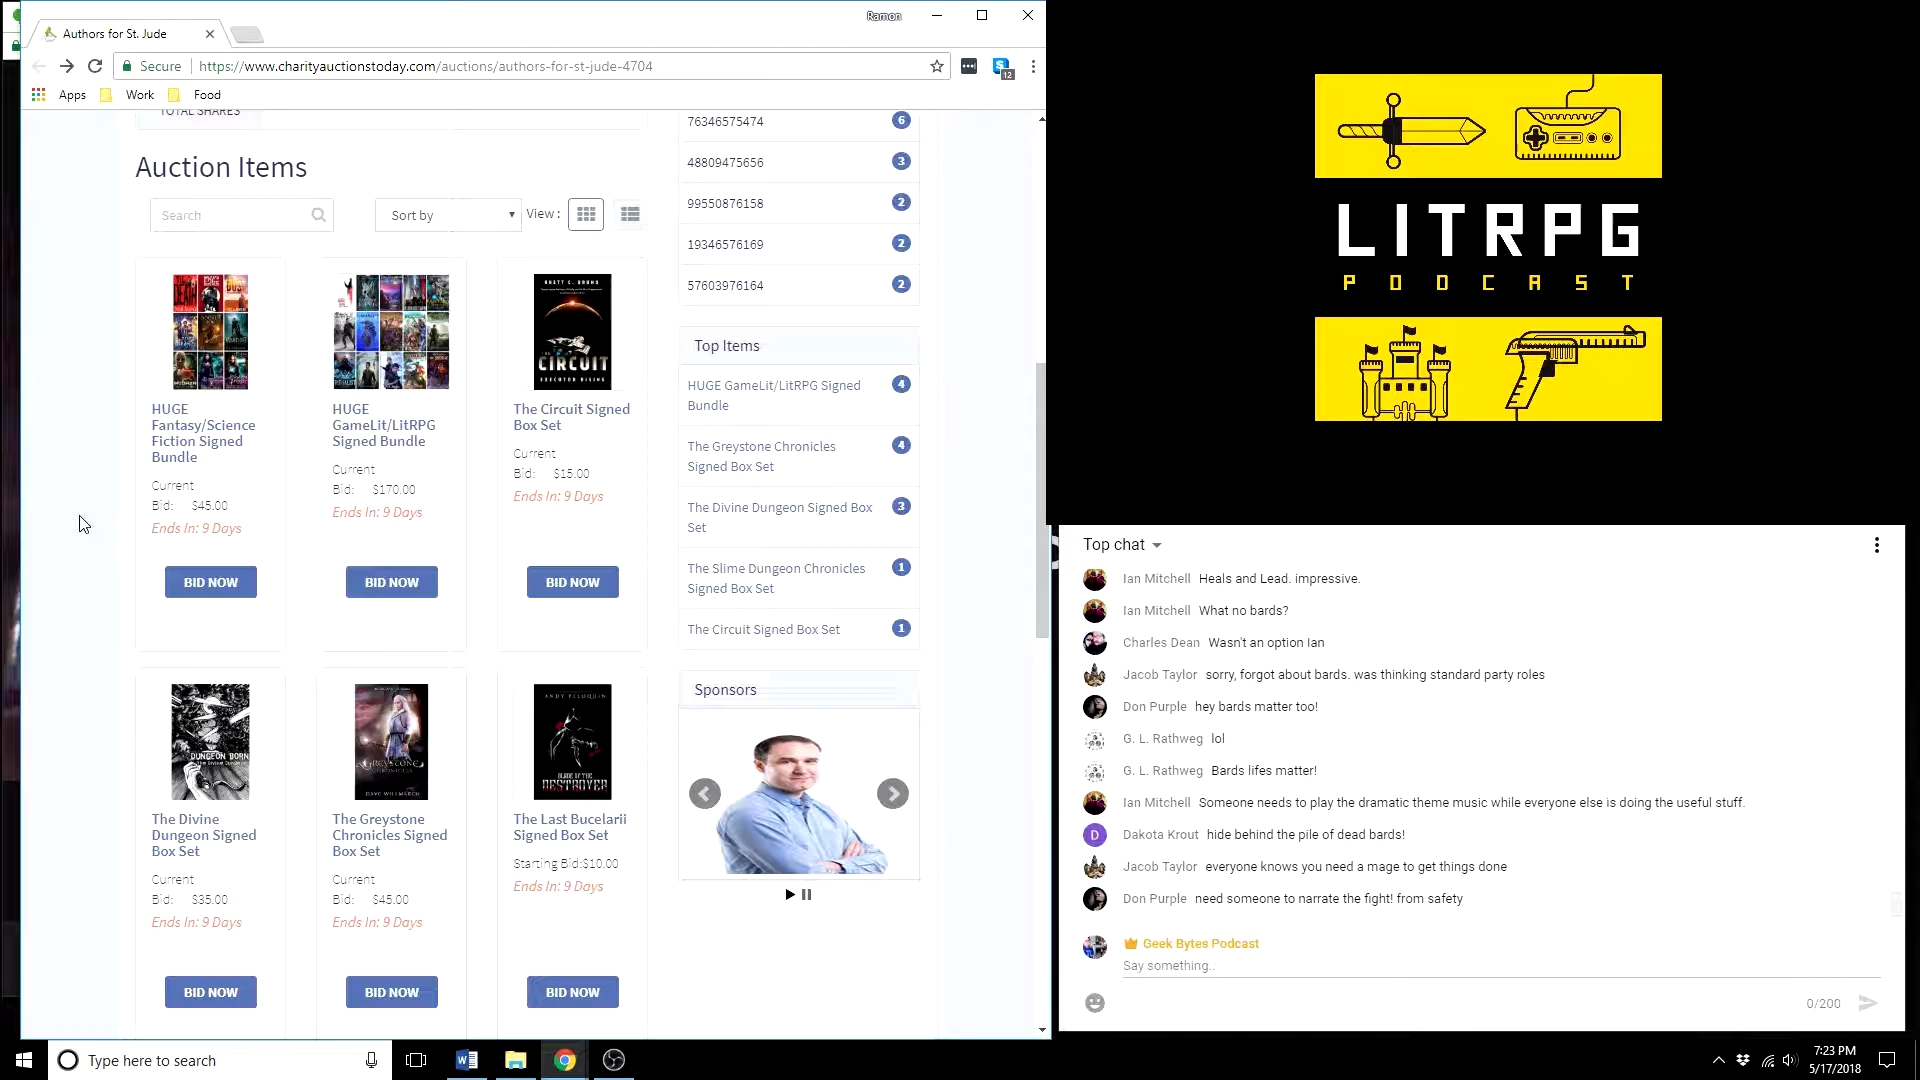 Ramon
Authors for St. Jude
Secure
https://www.charityauctionstoday.com/auctions/authors-for-st-jude-4704
12
Apps
Work
Food
TOTAL SHARES
Auction Items
Search
Sort by
View :
HUGE
Fantasy/Science
Fiction Signed
Bundle
Current
Bid: $45.00
Ends In: 9 Days
BID NOW
HUGE
GameLit/LitRPG
Signed Bundle
Current
Bid: $170.00
Ends In: 9 Days
BID NOW
CIRCUIT
EXECUTOR RISING
The Circuit Signed
Box Set
Current
Bid: $15.00
Ends In: 9 Days
BID NOW
DUNGEON BORN
The Divine
Dungeon Signed
Box Set
Current
Bid: $35.00
Ends In: 9 Days
BID NOW
GREYSTONE
CHRONICLES
DAVE WILLMARTH
The Greystone
Chronicles Signed
Box Set
Current
Bid: $45.00
Ends In: 9 Days
BID NOW
ANDY PELOQUIN
BLADE OF THE
DESTROYER
The Last Bucelarii
Signed Box Set
Starting Bid:$10.00
Ends In: 9 Days
BID NOW
76346575474 6
48809475656 3
99550876158 2
19346576169 2
57603976164 2
Top Items
HUGE GameLit/LitRPG Signed 4
Bundle
The Greystone Chronicles 4
Signed Box Set
The Divine Dungeon Signed Box 3
Set
The Slime Dungeon Chronicles 1
Signed Box Set
The Circuit Signed Box Set 1
Sponsors
LITRPG
PODCAST
Top chat
Ian Mitchell Heals and Lead. impressive.
Ian Mitchell What no bards?
Charles Dean Wasn't an option Ian
Jacob Taylor sorry, forgot about bards. was thinking standard party roles
Don Purple hey bards matter too!
G. L. Rathweg lol
G. L. Rathweg Bards lifes matter!
Ian Mitchell Someone needs to play the dramatic theme music while everyone else is doing the useful stuff.
D Dakota Krout hide behind the pile of dead bards!
Jacob Taylor everyone knows you need a mage to get things done
Don Purple need someone to narrate the fight! from safety
Geek Bytes Podcast
Say something..
0/200
Type here to search
7:23 PM
5/17/2018